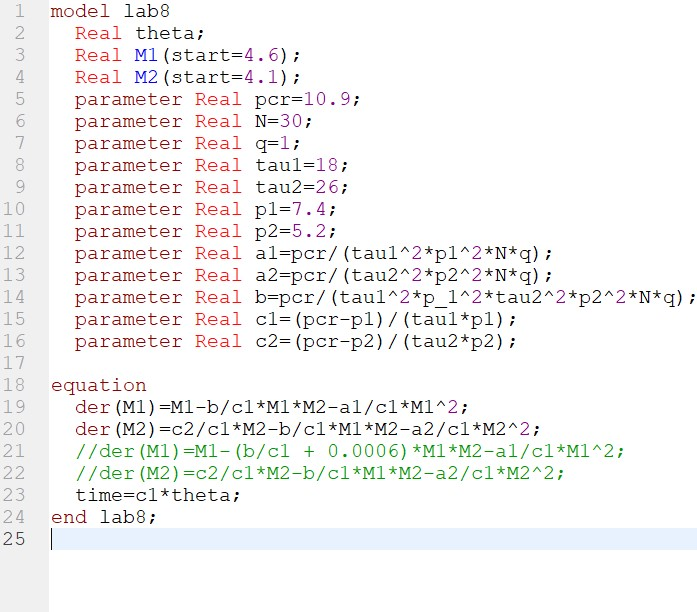 1 model lab8
2 Real theta;
3 Real M1(start=4.6);
4 Real M2(start=4.1);
5 parameter Real pcr=10.9;
6 parameter Real N=30;
7 parameter Real q=1;
8 parameter Real tau1=18;
9 parameter Real tau2=26;
10 parameter Real p1=7.4;
11 parameter Real p2=5.2;
12 parameter Real a1=pcr/(tau1^2*p1^2*N*q);
13 parameter Real a2=pcr/(tau2^2*p2^2*N*q);
14 parameter Real b=pcr/(tau1^2*p_1^2*tau2^2*p2^2*N*q);
15 parameter Real c1=(pcr-p1)/(tau1*p1);
16 parameter Real c2=(pcr-p2)/(tau2*p2);
17
18 equation
19 der(M1)=M1-b/c1*M1*M2-a1/c1*M1^2;
20 der(M2)=c2/c1*M2-b/c1*M1*M2-a2/c1*M2^2;
21 //der(M1)=M1-(b/c1 + 0.0006)*M1*M2-a1/c1*M1^2;
22 //der(M2)=c2/c1*M2-b/c1*M1*M2-a2/c1*M2^2;
23 time=c1*theta;
24 end lab8;
25